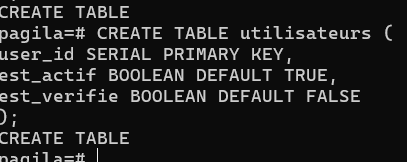 CREATE TABLE
pagila=# CREATE TABLE utilisateurs (
user_id SERIAL PRIMARY KEY,
est_actif BOOLEAN DEFAULT TRUE,
est_verifie BOOLEAN DEFAULT FALSE
);
CREATE TABLE
pagila=#